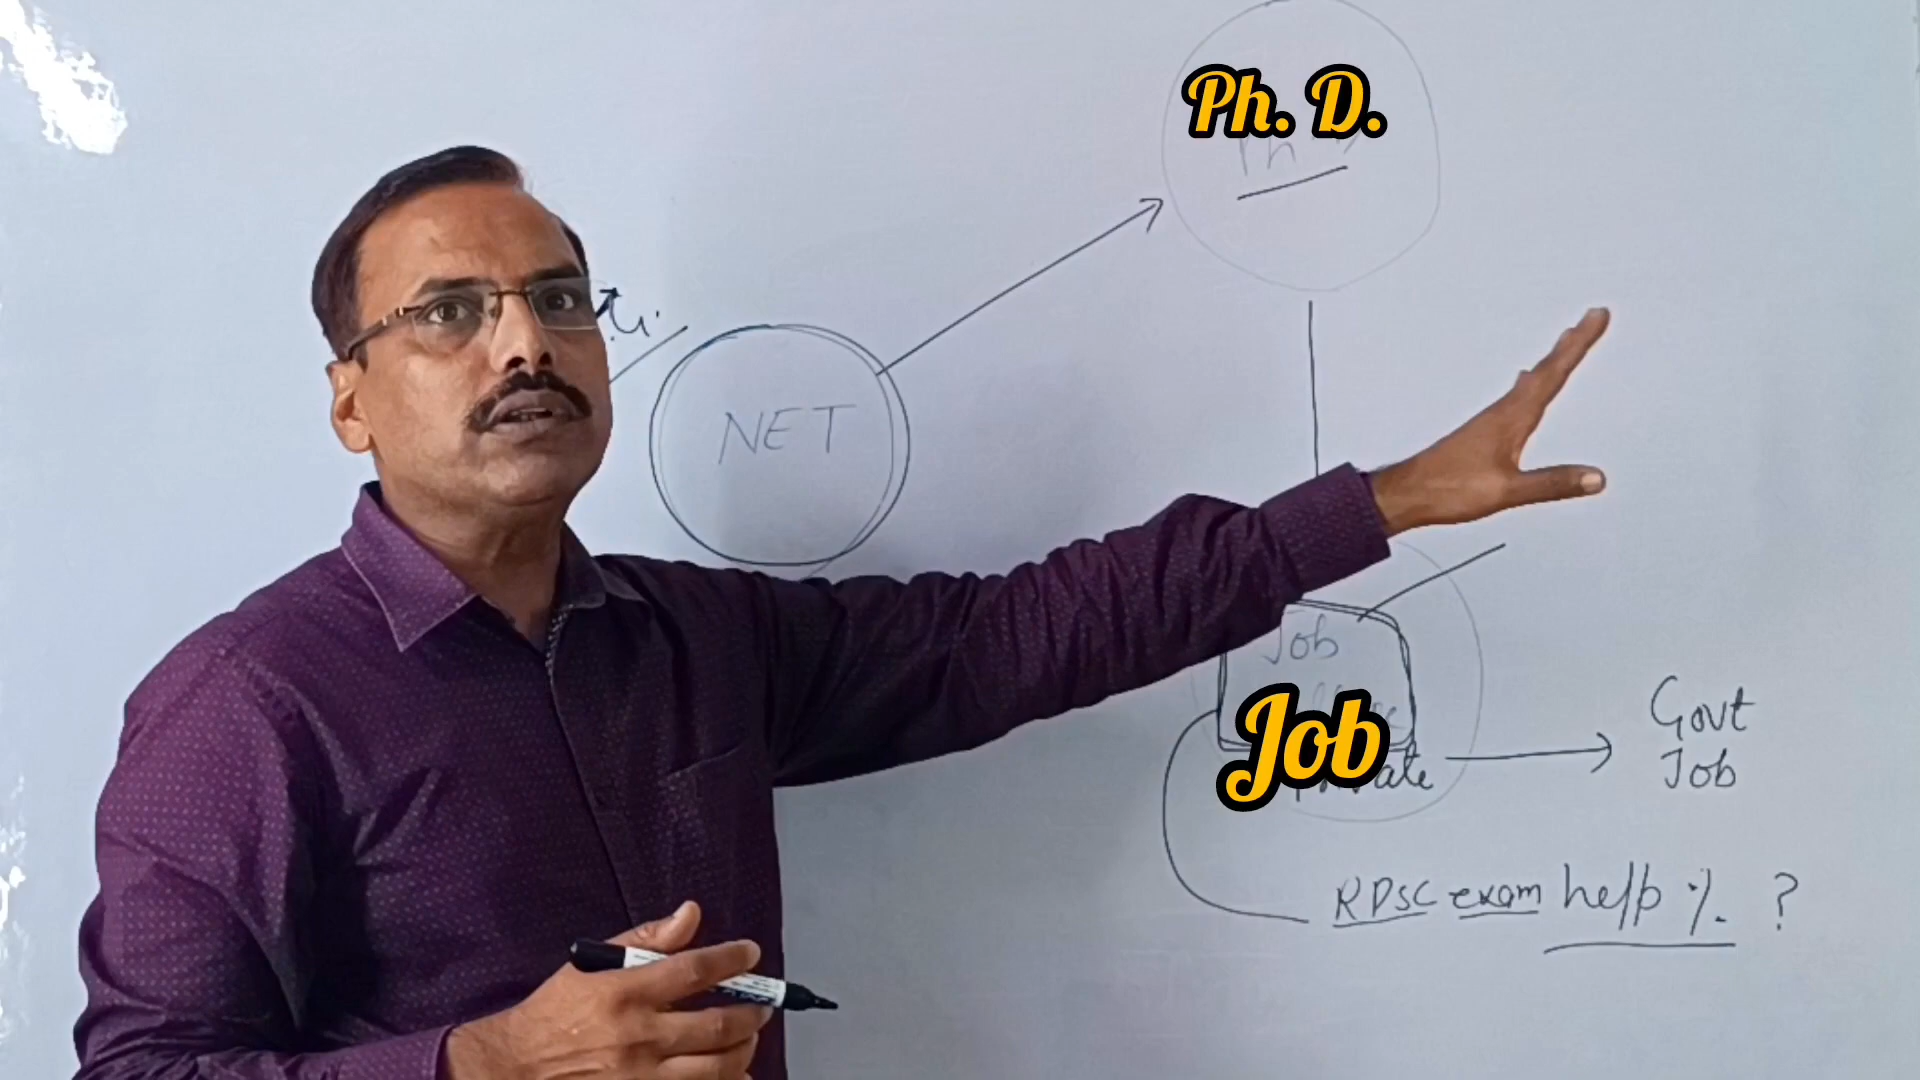 Ph. D.
NET
Job
Job
Govt
Job
RPSC exam help %. ?